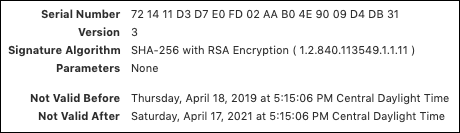 Serial Number 72 14 11 D3 D7 E0 FD 02 AA B0 4E 90 09 D4 DB 31
Version 3
Signature Algorithm SHA-256 with RSA Encryption ( 1.2.840.113549.1.1.11 )
Parameters None
Not Valid Before Thursday, April 18, 2019 at 5:15:06 PM Central Daylight Time
Not Valid After Saturday, April 17, 2021 at 5:15:06 PM Central Daylight Time